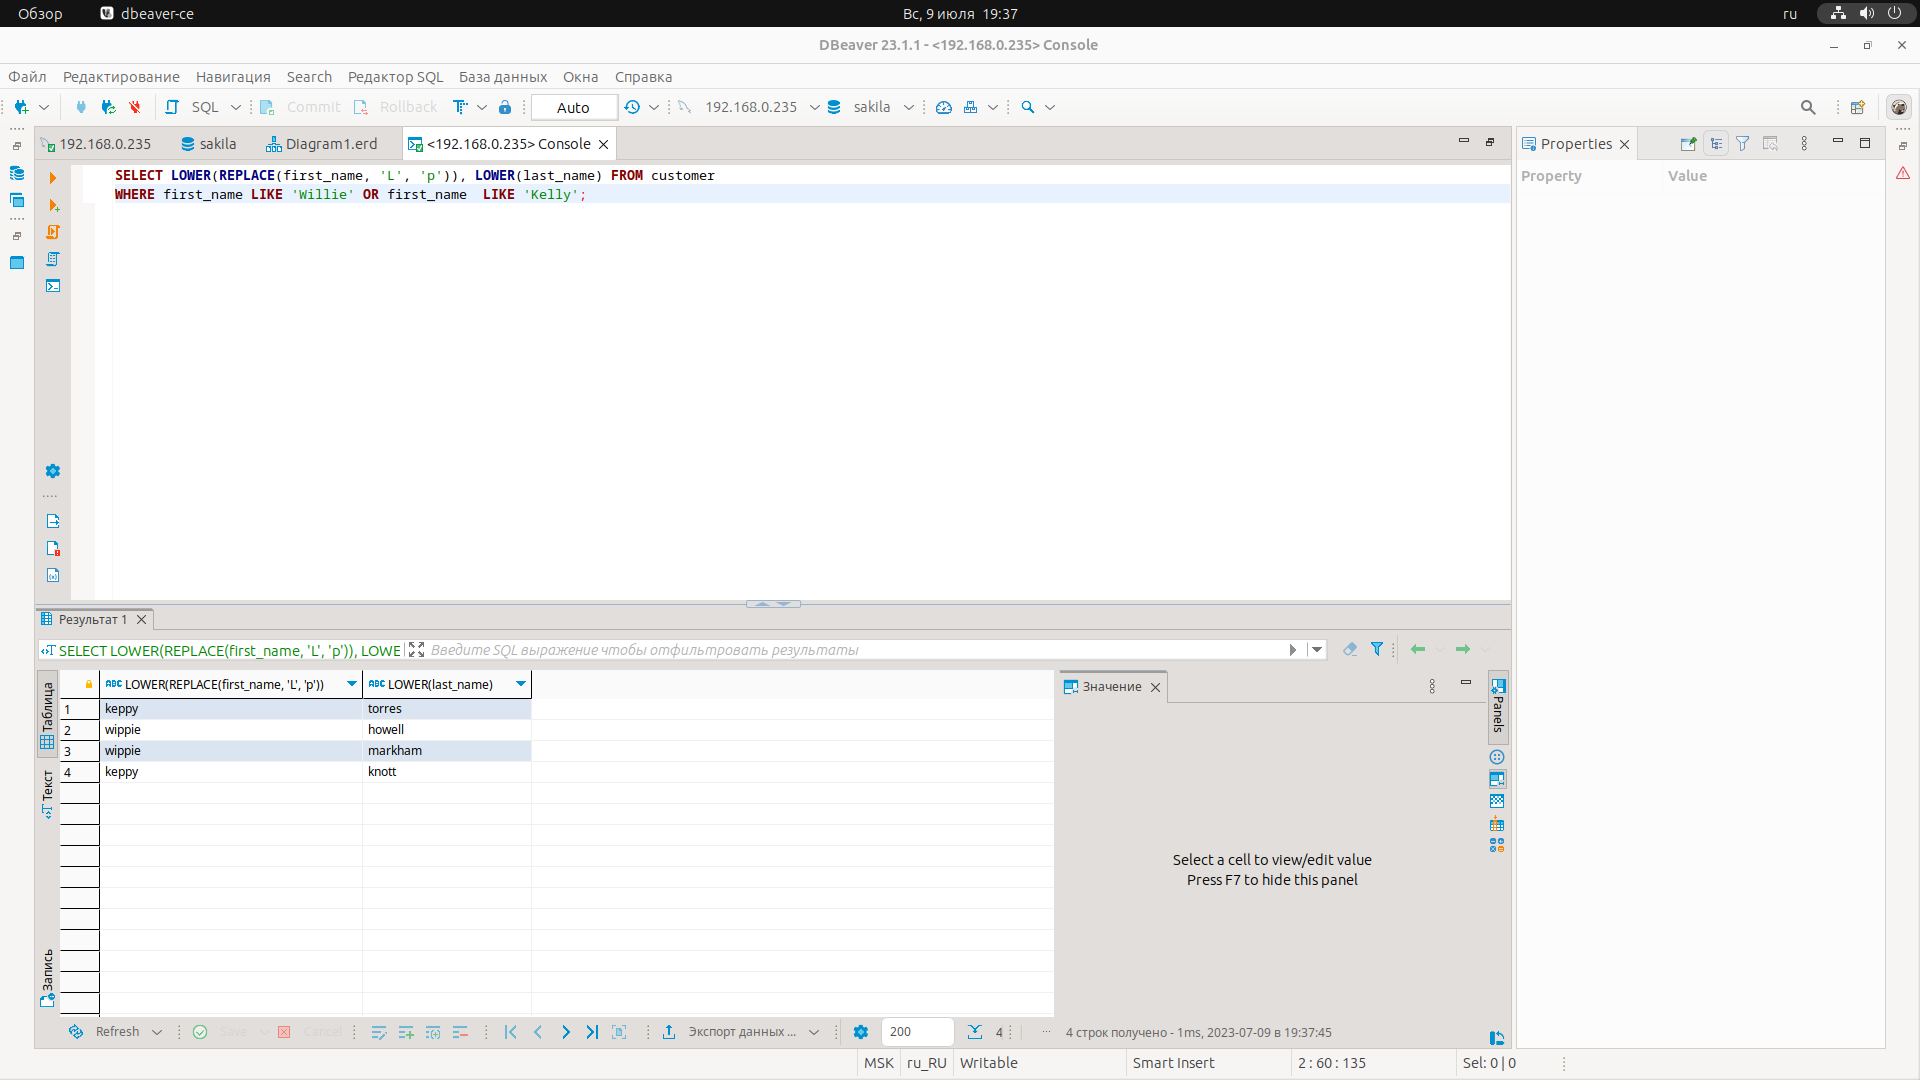 Обзор
dbeaver-ce
Вс, 9 июля 19:37
ru
DBeaver 23.1.1 - <192.168.0.235> Console
Файл Редактирование Навигация Search Редактор SQL База данных Окна Справка
SQL Commit Rollback Auto 192.168.0.235 sakila
192.168.0.235 sakila Diagram1.erd <192.168.0.235> Console
Properties
Property Value
SELECT LOWER(REPLACE(first_name, 'L', 'p')), LOWER(last_name) FROM customer
WHERE first_name LIKE 'Willie' OR first_name  LIKE 'Kelly';
Результат 1
SELECT LOWER(REPLACE(first_name, 'L', 'p')), LOWE
Введите SQL выражение чтобы отфильтровать результаты
Таблица
Текст
Запись
ABC LOWER(REPLACE(first_name, 'L', 'p')) ABC LOWER(last_name)
1 keppy torres
2 wippie howell
3 wippie markham
4 keppy knott
Значение
Panels
Select a cell to view/edit value
Press F7 to hide this panel
Refresh Save Cancel Экспорт данных ... 200 4 ... 4 строк получено - 1ms, 2023-07-09 в 19:37:45
MSK ru_RU Writable Smart Insert 2 : 60 : 135 Sel: 0 | 0